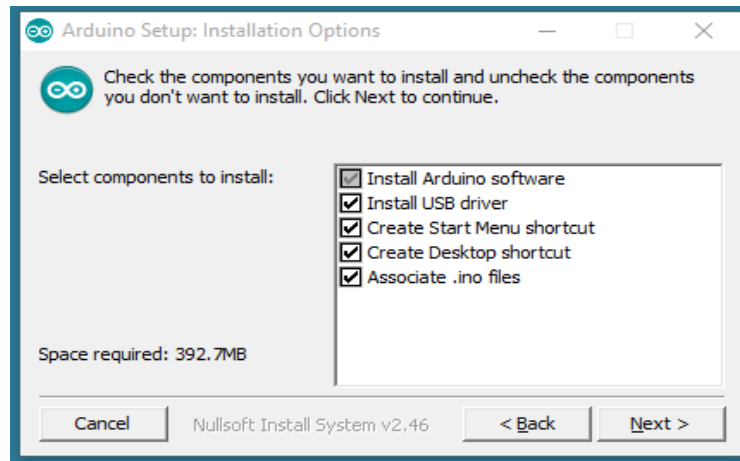 Arduino Setup: Installation Options
Check the components you want to install and uncheck the components
you don't want to install. Click Next to continue.
Select components to install:
Install Arduino software
Install USB driver
Create Start Menu shortcut
Create Desktop shortcut
Associate .ino files
Space required: 392.7MB
Cancel
Nullsoft Install System v2.46
< Back
Next >